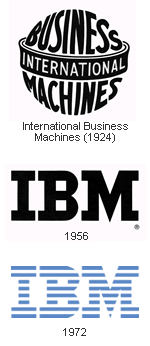 BUSINESS
INTERNATIONAL
MACHINES
International Business
Machines (1924)
IBM
®
1956
IBM
1972